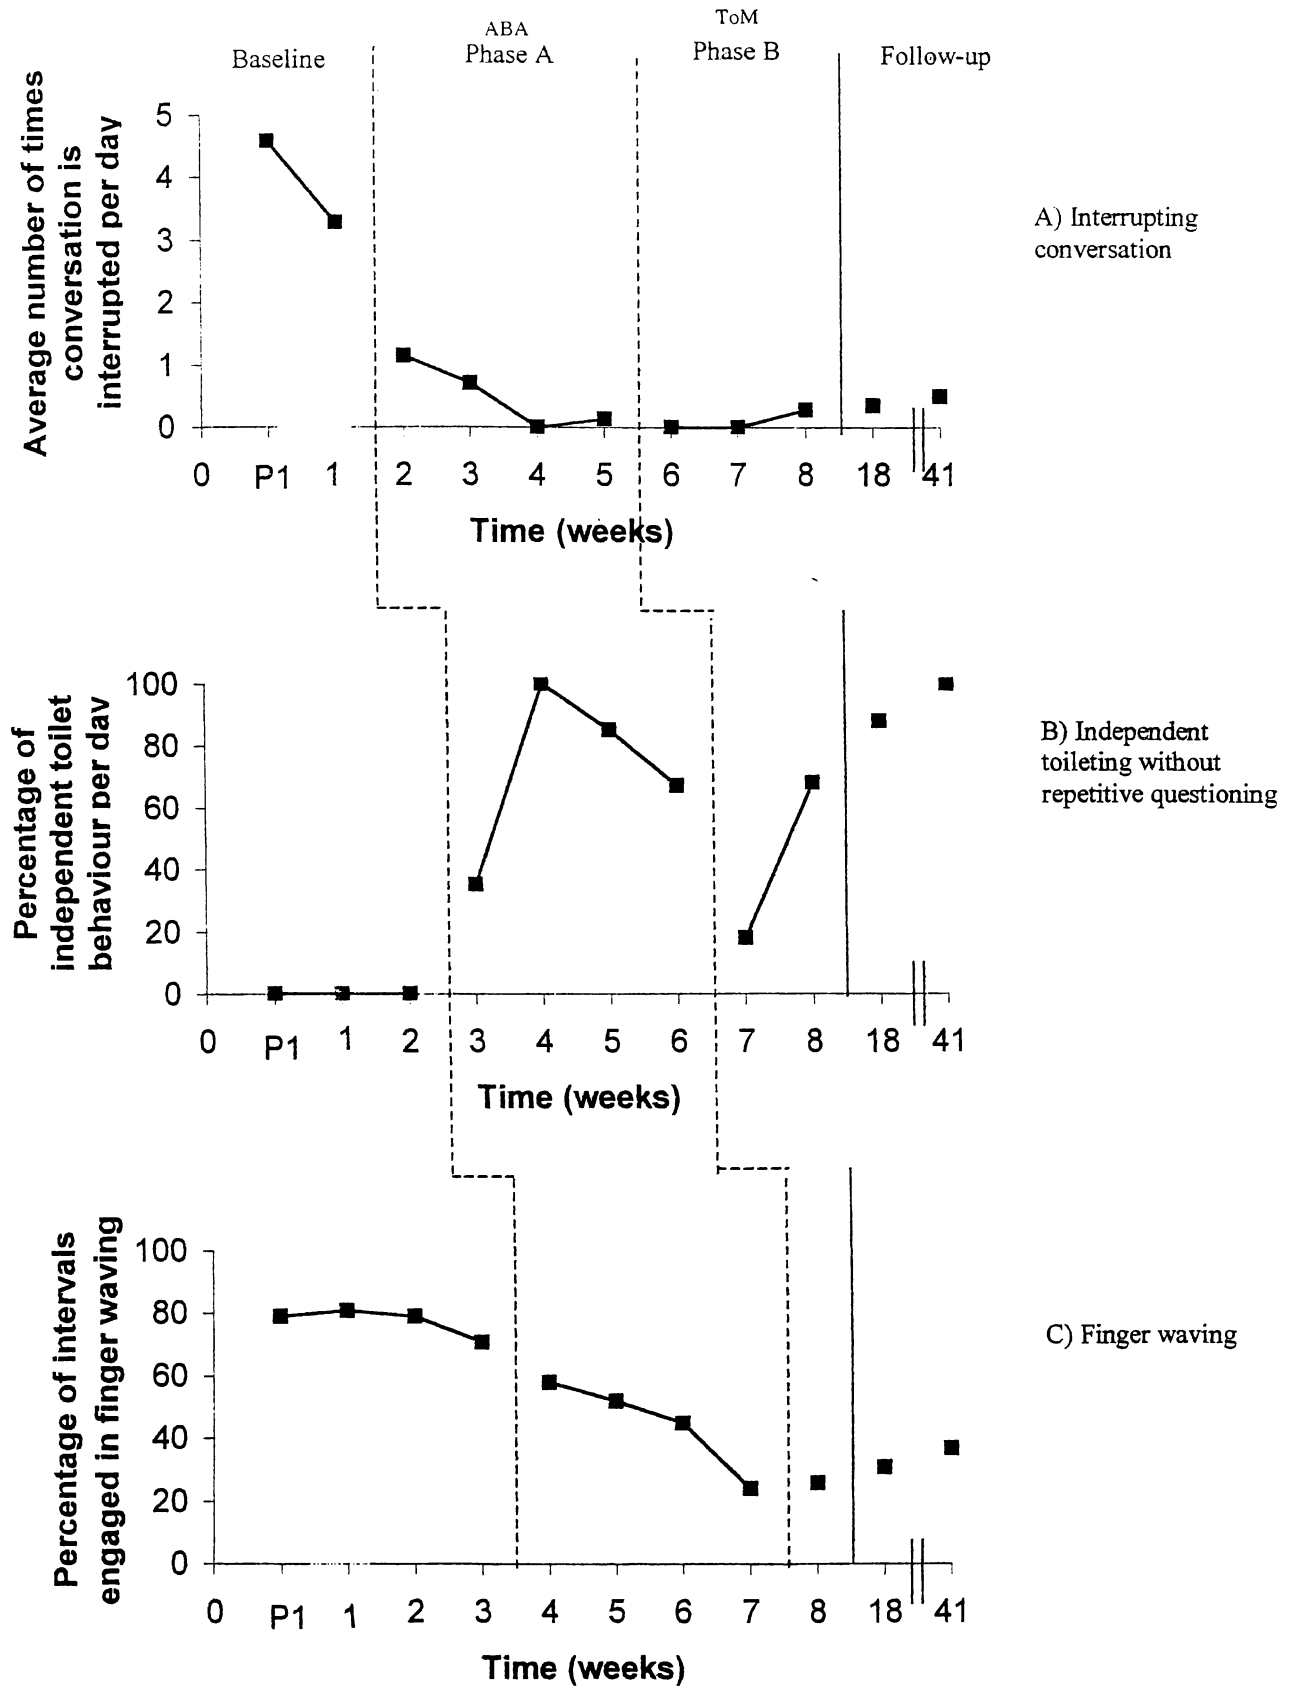 ABA
ToM
Baseline
Phase A
Phase B
Follow-up
Average number of times
conversation is
interrupted per day
5
4
3
2
1
0
0 P1 1 2 3 4 5 6 7 8 18 41
Time (weeks)
A) Interrupting
conversation
Percentage of
independent toilet
behaviour per day
100
80
60
40
20
0
0 P1 1 2 3 4 5 6 7 8 18 41
Time (weeks)
B) Independent
toileting without
repetitive questioning
Percentage of intervals
engaged in finger waving
100
80
60
40
20
0
0 P1 1 2 3 4 5 6 7 8 18 41
Time (weeks)
C) Finger waving